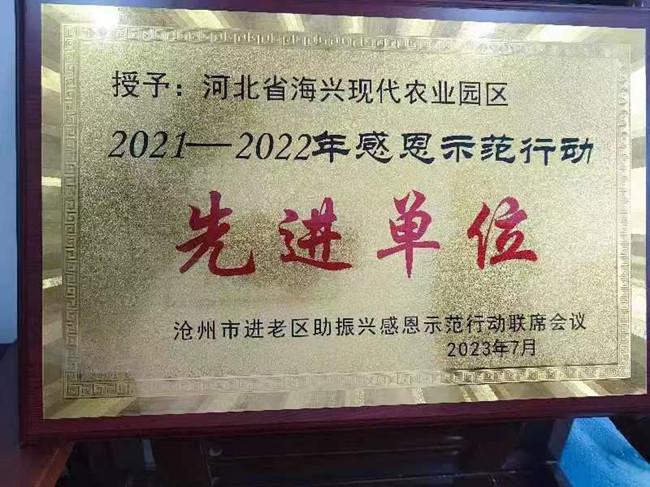 授予：河北省海兴现代农业园区
2021—2022年感恩示范行动
先进单位
沧州市进老区助振兴感恩示范行动联席会议
2023年7月